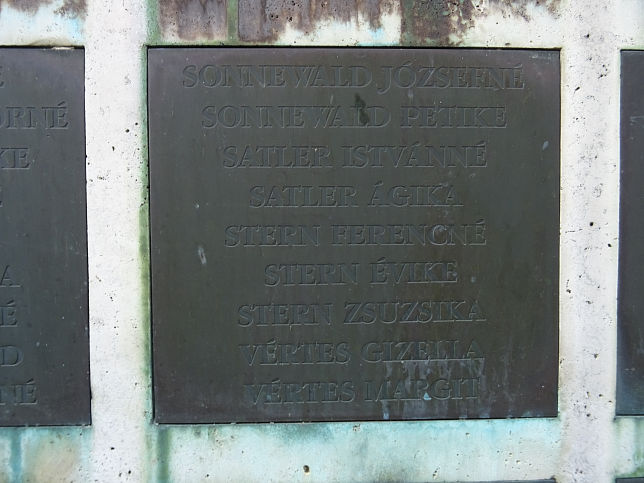 SONNEWALD JÓZSEFNÉ
SONNEWALD PETIKE
SATLER ISTVÁNNÉ
SATLER ÁGIKA
STERN FERENCNÉ
STERN ÉVIKE
STERN ZSUZSIKA
VÉRTES GIZELLA
VÉRTES MARGIT